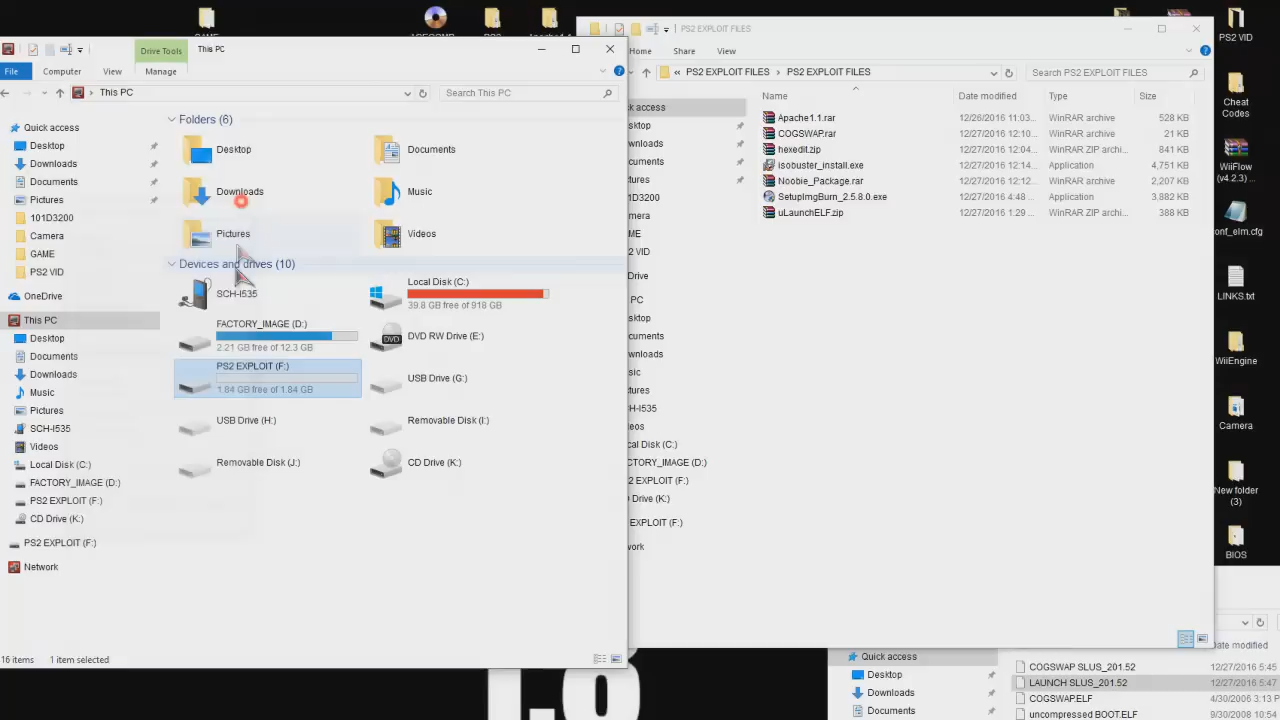 GAME
PS2 VID
Cheat
Codes
WiiFlow
(v4.2.3) ...
LINKS.txt
WiiEngine
Camera
New folder
(3)
BIOS
Drive Tools
This PC
File
Computer
View
Manage
This PC
Search This PC
Quick access
Desktop
Downloads
Documents
Pictures
101D3200
Camera
GAME
PS2 VID
OneDrive
This PC
Desktop
Documents
Downloads
Music
Pictures
SCH-I535
Videos
Local Disk (C:)
FACTORY_IMAGE (D:)
PS2 EXPLOIT (F:)
CD Drive (K:)
PS2 EXPLOIT (F:)
Network
Folders (6)
Desktop
Documents
Downloads
Music
Pictures
Videos
Devices and drives (10)
SCH-I535
Local Disk (C:)
39.8 GB free of 918 GB
FACTORY_IMAGE (D:)
2.21 GB free of 12.3 GB
DVD RW Drive (E:)
PS2 EXPLOIT (F:)
1.84 GB free of 1.84 GB
USB Drive (G:)
USB Drive (H:)
Removable Disk (I:)
Removable Disk (J:)
CD Drive (K:)
16 items 1 item selected
PS2 EXPLOIT FILES
Home
Share
View
« PS2 EXPLOIT FILES > PS2 EXPLOIT FILES
Search PS2 EXPLOIT FILES
ck access
sktop
wnloads
cuments
tures
1D3200
ME
2 VID
Drive
PC
sktop
cuments
wnloads
sic
tures
H-I535
eos
cal Disk (C:)
CTORY_IMAGE (D:)
2 EXPLOIT (F:)
Drive (K:)
EXPLOIT (F:)
work
Name Date modified Type Size
Apache1.1.rar 12/26/2016 11:03... WinRAR archive 528 KB
COGSWAP.rar 12/27/2016 12:10... WinRAR archive 21 KB
hexedit.zip 12/27/2016 12:04... WinRAR ZIP archi... 841 KB
isobuster_install.exe 12/27/2016 12:05... Application 4,751 KB
Noobie_Package.rar 12/27/2016 12:12... WinRAR archive 2,207 KB
SetupImgBurn_2.5.8.0.exe 12/26/2016 4:48 ... Application 3,882 KB
uLaunchELF.zip 12/27/2016 1:29 ... WinRAR ZIP archi... 388 KB
Date modified
Quick access
Desktop
Downloads
Documents
COGSWAP SLUS_201.52 12/27/2016 5:45
LAUNCH SLUS_201.52 12/27/2016 5:47
COGSWAP.ELF 4/30/2006 3:13 P
uncompressed BOOT.ELF 9/23/2008 10:54